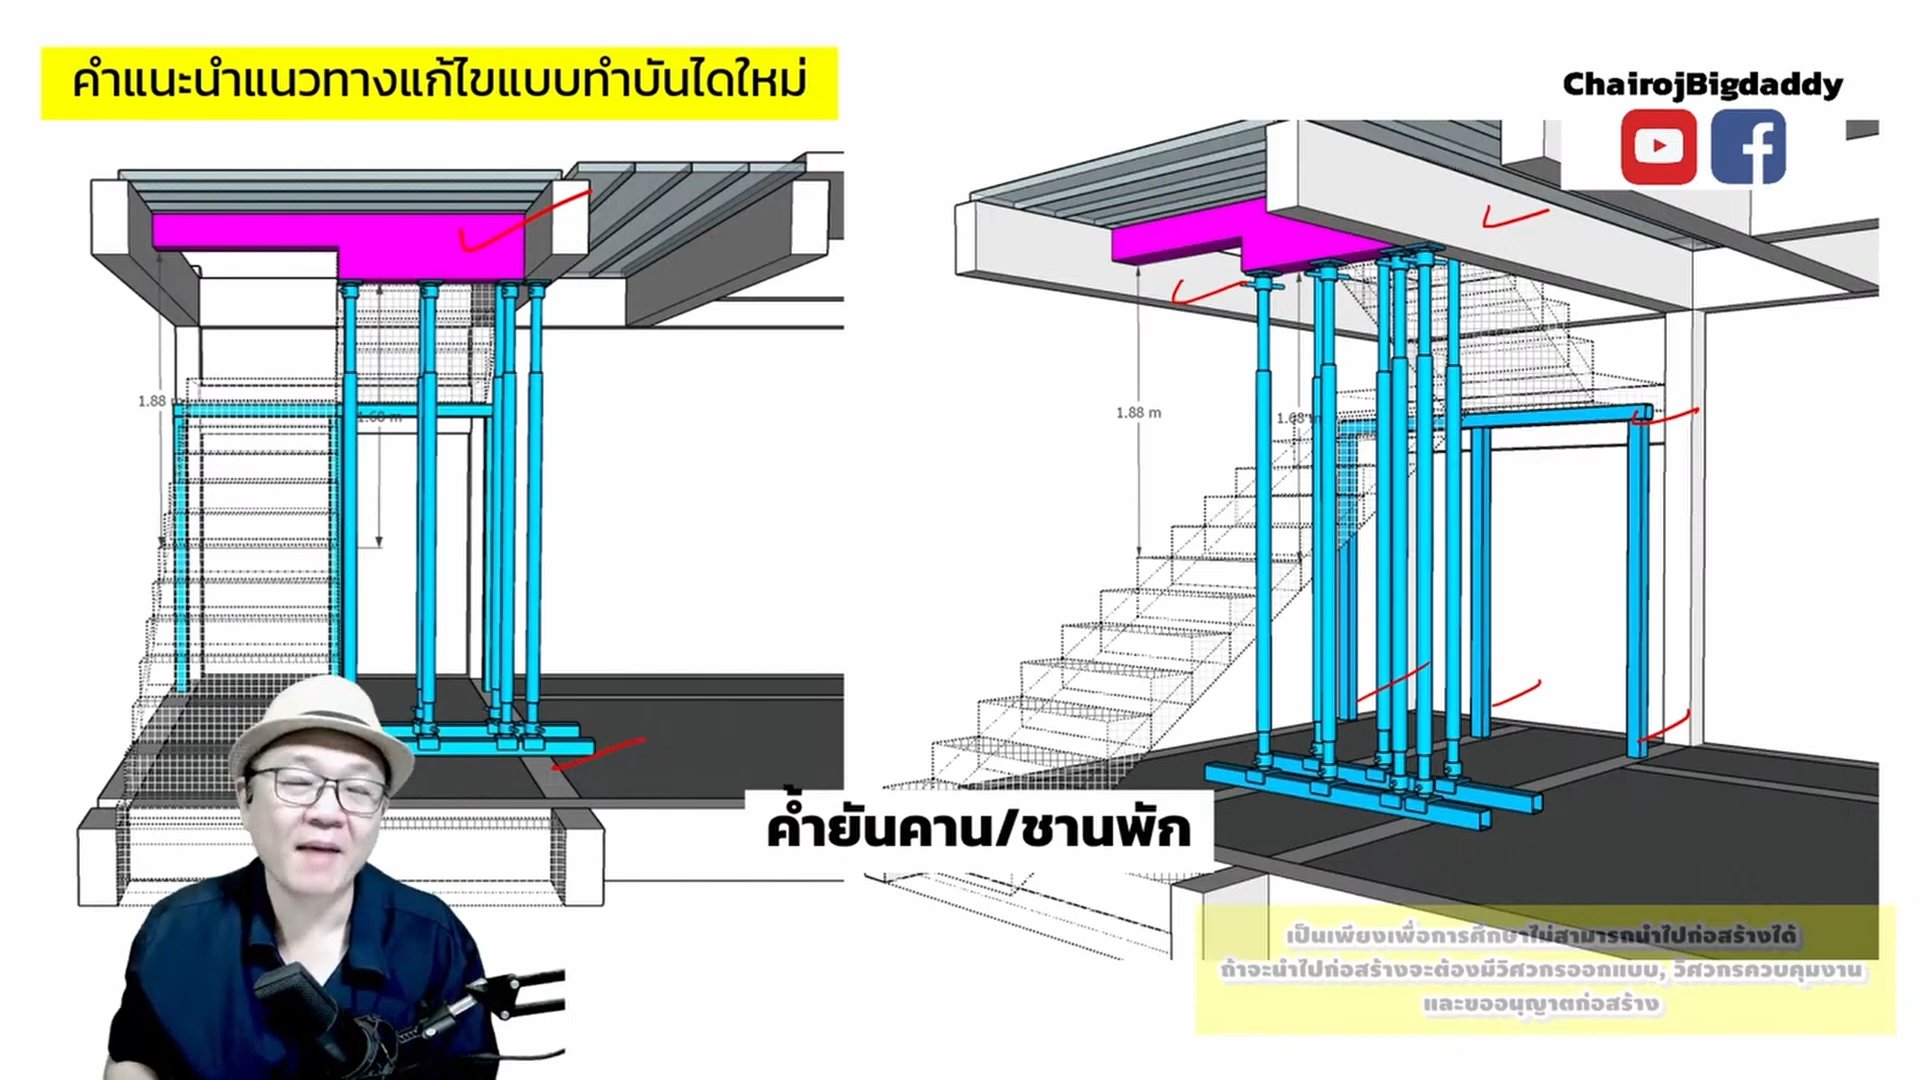 คำแนะนำแนวทางแก้ไขแบบทำบันไดใหม่
ChairojBigdaddy
1.88 m
1.68 m
1.88 m
1.68 m
ค้ำยันคาน/ชานพัก
เป็นเพียงเพื่อการศึกษาไม่สามารถนำไปก่อสร้างได้
ถ้าจะนำไปก่อสร้างจะต้องมีวิศวกรออกแบบ, วิศวกรควบคุมงาน
และขออนุญาตก่อสร้าง